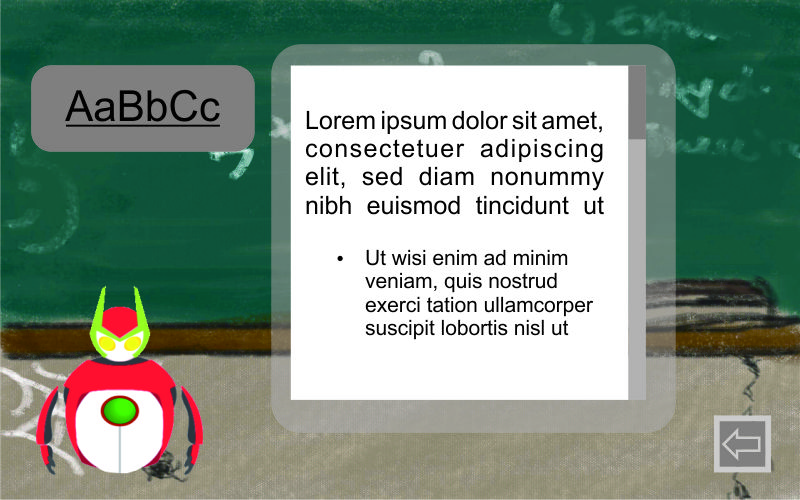 AaBbCc
Lorem ipsum dolor sit amet,
consectetuer adipiscing
elit, sed diam nonummy
nibh euismod tincidunt ut
• Ut wisi enim ad minim
veniam, quis nostrud
exerci tation ullamcorper
suscipit lobortis nisl ut